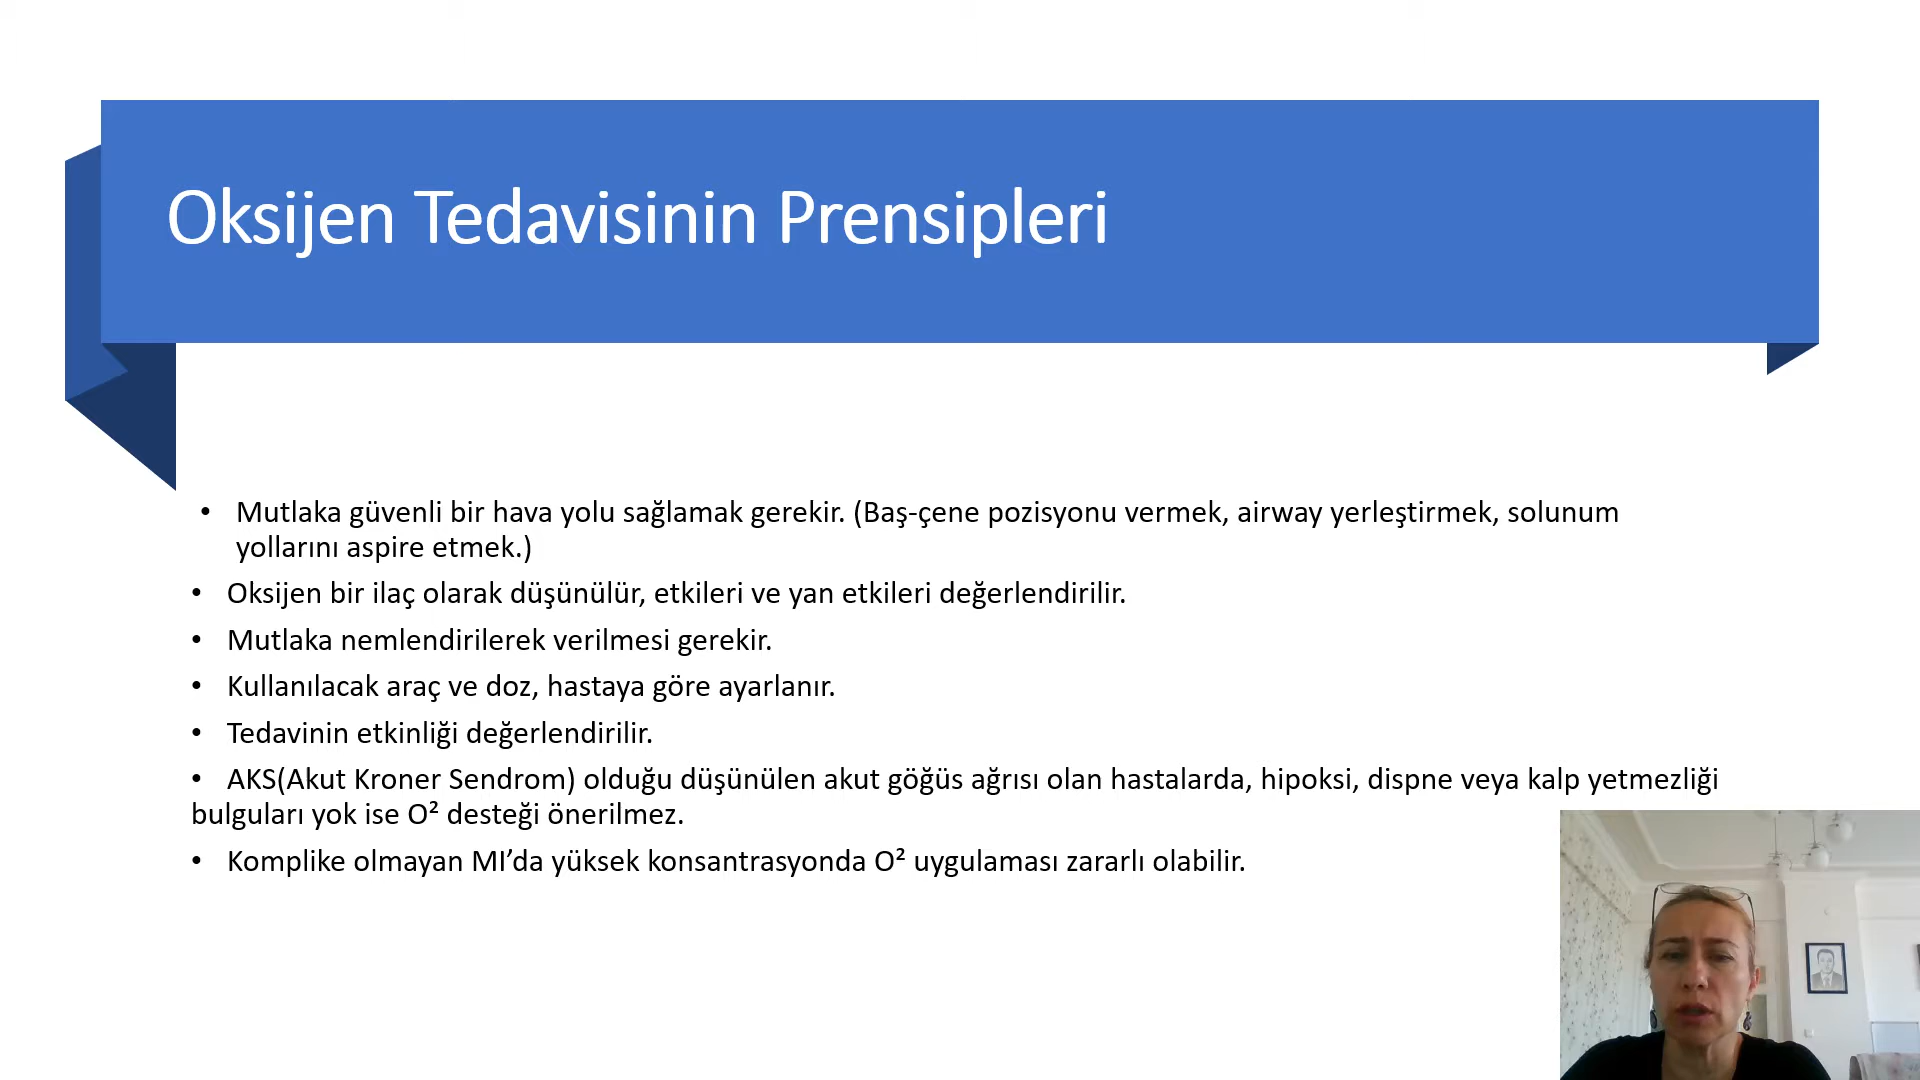 Oksijen Tedavisinin Prensipleri
• Mutlaka güvenli bir hava yolu sağlamak gerekir. (Baş-çene pozisyonu vermek, airway yerleştirmek, solunum
yollarını aspire etmek.)
• Oksijen bir ilaç olarak düşünülür, etkileri ve yan etkileri değerlendirilir.
• Mutlaka nemlendirilerek verilmesi gerekir.
• Kullanılacak araç ve doz, hastaya göre ayarlanır.
• Tedavinin etkinliği değerlendirilir.
• AKS(Akut Kroner Sendrom) olduğu düşünülen akut göğüs ağrısı olan hastalarda, hipoksi, dispne veya kalp yetmezliği
bulguları yok ise O² desteği önerilmez.
• Komplike olmayan MI’da yüksek konsantrasyonda O² uygulaması zararlı olabilir.